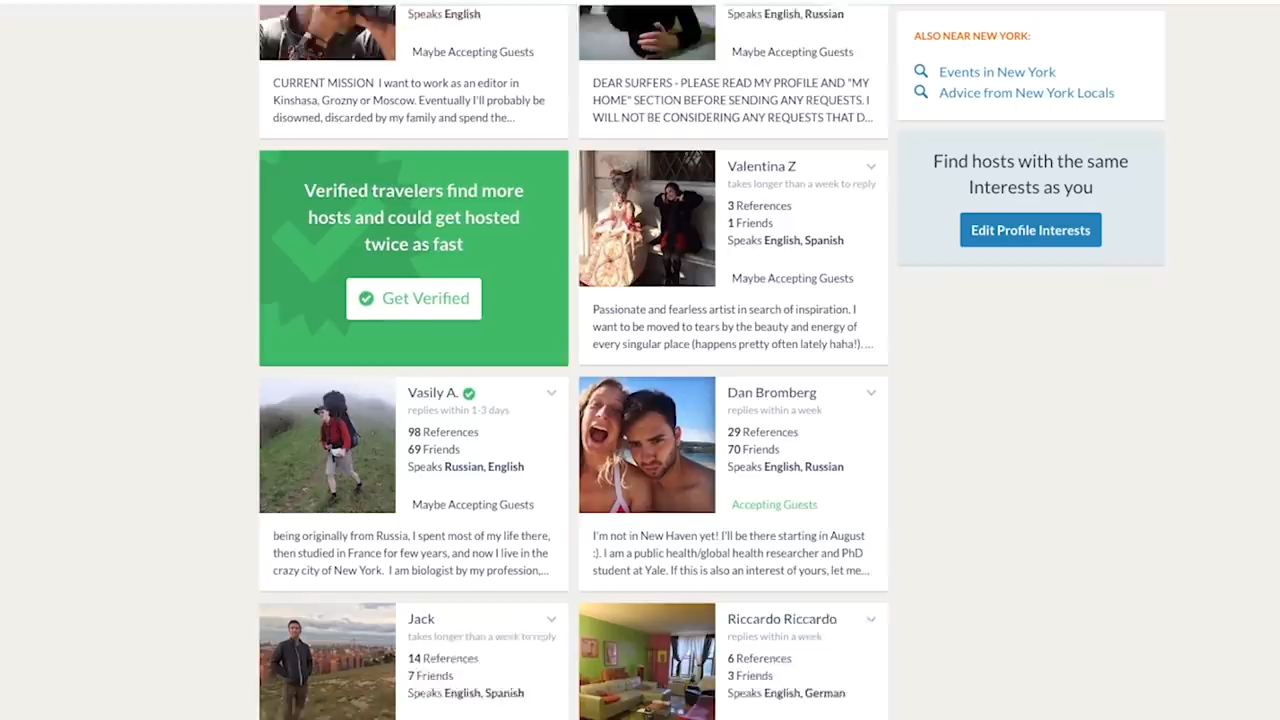 Speaks English
Maybe Accepting Guests
CURRENT MISSION I want to work as an editor in
Kinshasa, Grozny or Moscow. Eventually I'll probably be
disowned, discarded by my family and spend the...
Speaks English, Russian
Maybe Accepting Guests
DEAR SURFERS - PLEASE READ MY PROFILE AND "MY
HOME" SECTION BEFORE SENDING ANY REQUESTS. I
WILL NOT BE CONSIDERING ANY REQUESTS THAT D...
ALSO NEAR NEW YORK:
Events in New York
Advice from New York Locals
Find hosts with the same
Interests as you
Edit Profile Interests
Verified travelers find more
hosts and could get hosted
twice as fast
Get Verified
Valentina Z
takes longer than a week to reply
3 References
1 Friends
Speaks English, Spanish
Maybe Accepting Guests
Passionate and fearless artist in search of inspiration. I
want to be moved to tears by the beauty and energy of
every singular place (happens pretty often lately haha!). ...
Vasily A.
replies within 1-3 days
98 References
69 Friends
Speaks Russian, English
Maybe Accepting Guests
being originally from Russia, I spent most of my life there,
then studied in France for few years, and now I live in the
crazy city of New York. I am biologist by my profession,...
Dan Bromberg
replies within a week
29 References
70 Friends
Speaks English, Russian
Accepting Guests
I'm not in New Haven yet! I'll be there starting in August
:). I am a public health/global health researcher and PhD
student at Yale. If this is also an interest of yours, let me...
Jack
takes longer than a week to reply
14 References
7 Friends
Speaks English, Spanish
Riccardo Riccardo
replies within a week
6 References
3 Friends
Speaks English, German